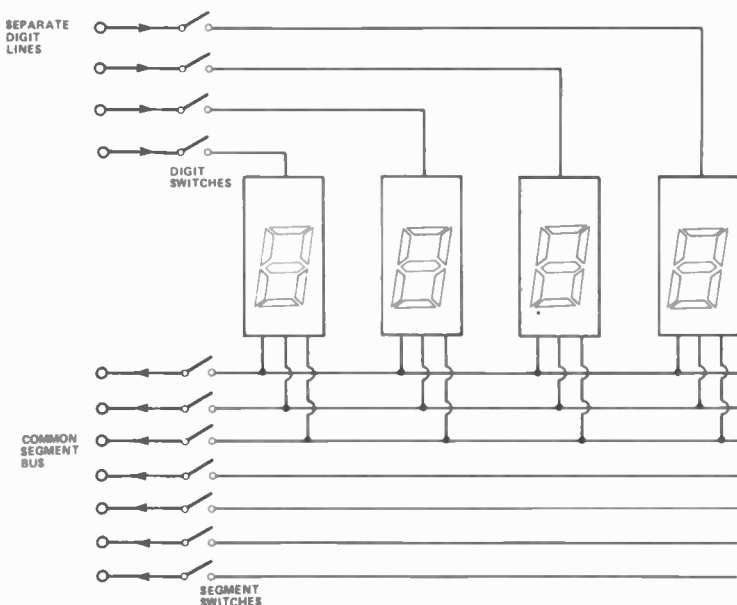 SEPARATE
DIGIT
LINES
DIGIT
SWITCHES
COMMON
SEGMENT
BUS
SEGMENT
SWITCHES